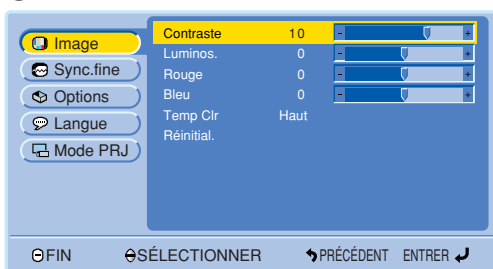 Image
Sync.fine
Options
Langue
Mode PRJ
Contraste 10 - +
Luminos. 0 - +
Rouge 0 - +
Bleu 0 - +
Temp Clr Haut
Réinitial.
FIN SÉLECTIONNER PRÉCÉDENT ENTRER